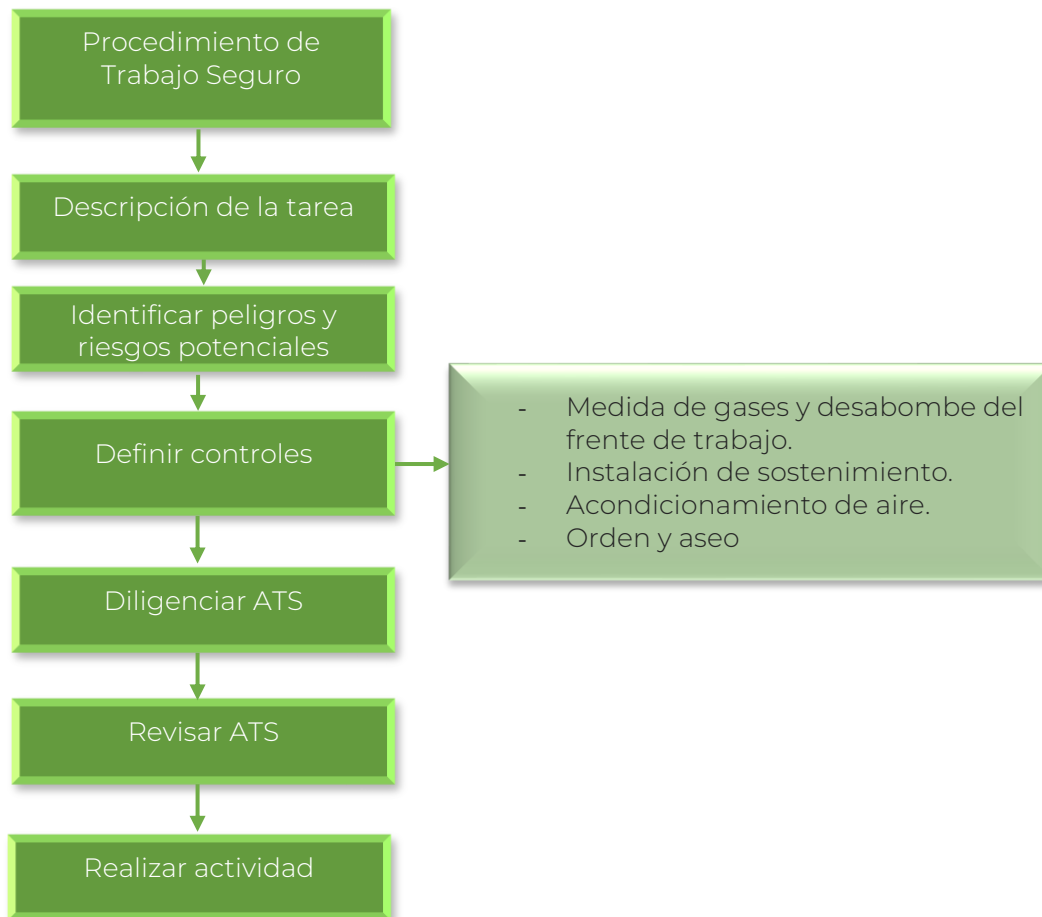 Procedimiento de
Trabajo Seguro
Descripción de la tarea
Identificar peligros y
riesgos potenciales
Definir controles
- Medida de gases y desabombe del
frente de trabajo.
- Instalación de sostenimiento.
- Acondicionamiento de aire.
- Orden y aseo
Diligenciar ATS
Revisar ATS
Realizar actividad